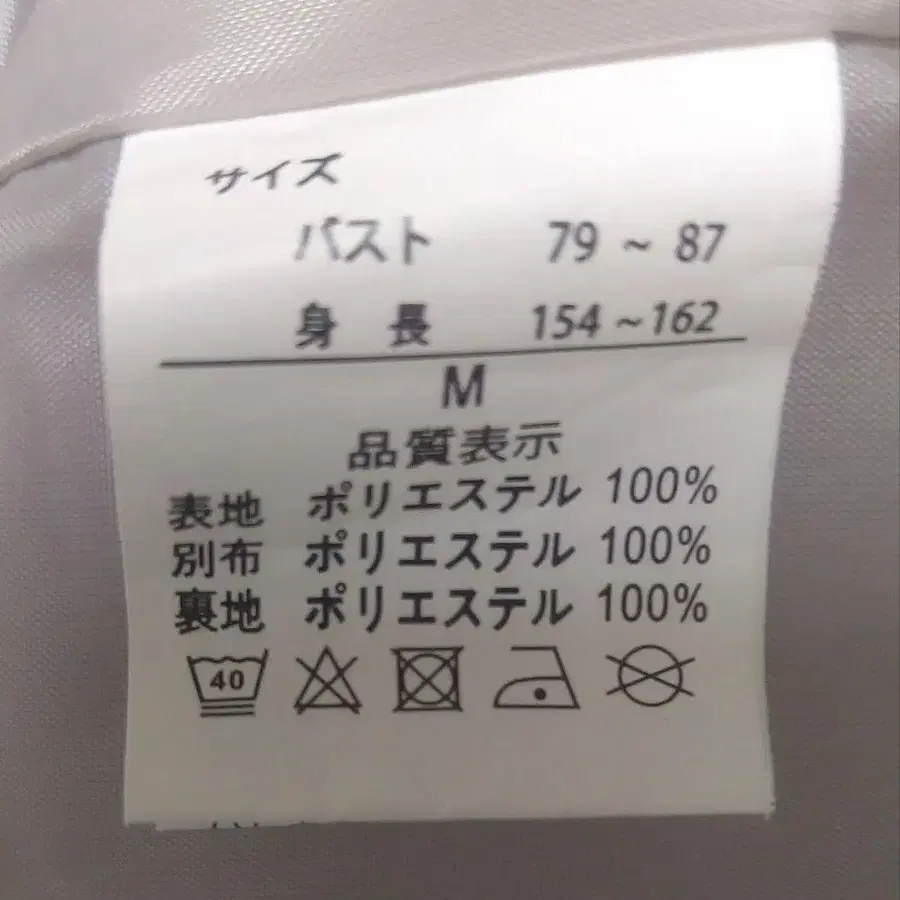 サイズ
バスト 79 ~ 87
身 長 154 ~162
M
品質表示
表地 ポリエステル 100%
別布 ポリエステル 100%
裏地 ポリエステル 100%
40